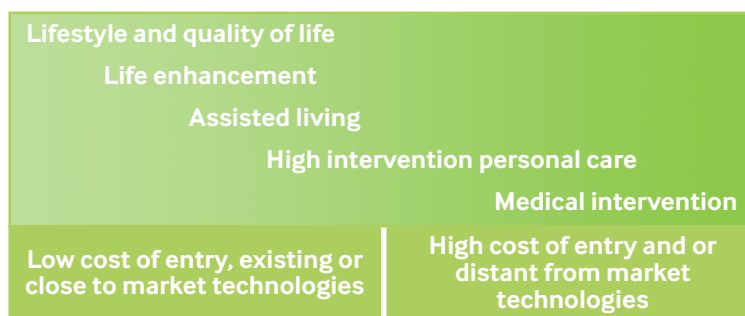 Lifestyle and quality of life
Life enhancement
Assisted living
High intervention personal care
Medical intervention
Low cost of entry, existing or
close to market technologies
High cost of entry and or
distant from market
technologies